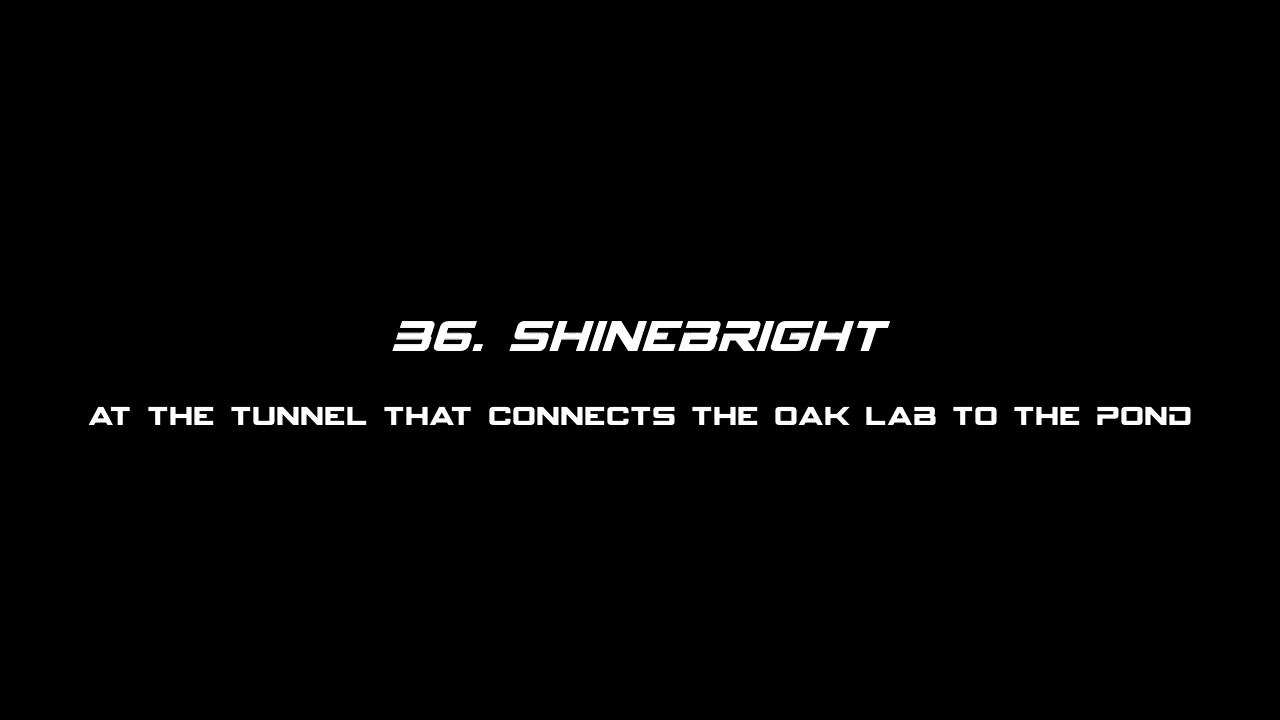 36. SHINEBRIGHT
AT THE TUNNEL THAT CONNECTS THE OAK LAB TO THE POND